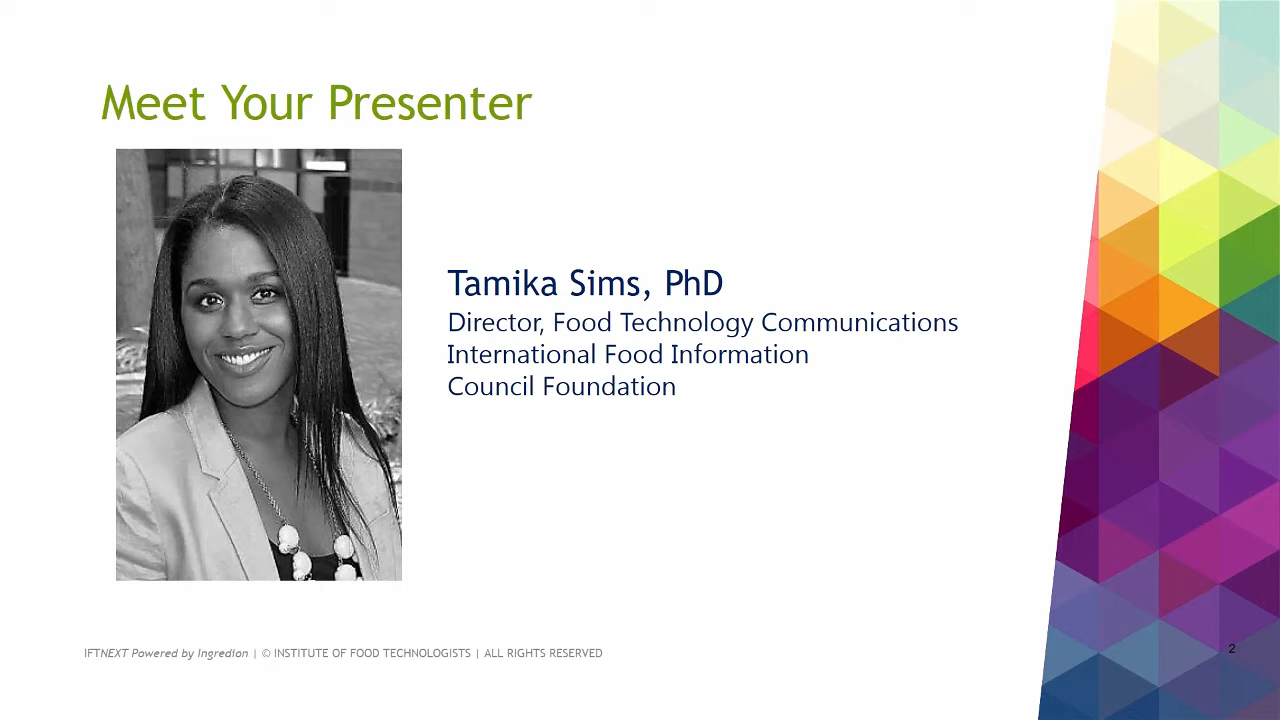 Meet Your Presenter
Tamika Sims, PhD
Director, Food Technology Communications
International Food Information
Council Foundation
IFTNEXT Powered by Ingredion | © INSTITUTE OF FOOD TECHNOLOGISTS | ALL RIGHTS RESERVED
2